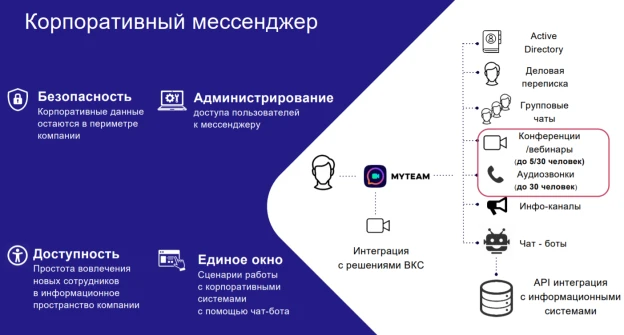 Корпоративный мессенджер
Безопасность
Корпоративные данные
остаются в периметре
компании
Администрирование
доступа пользователей
к мессенджеру
Доступность
Простота вовлечения
новых сотрудников
в информационное
пространство компании
Единое окно
Сценарии работы
с корпоративными
системами
с помощью чат-бота
MYTEAM
Интеграция
с решениями ВКС
Active
Directory
Деловая
переписка
Групповые
чаты
Конференции
/вебинары
(до 5/30 человек)
Аудиозвонки
(до 30 человек)
Инфо-каналы
Чат - боты
API интеграция
с информационными
системами